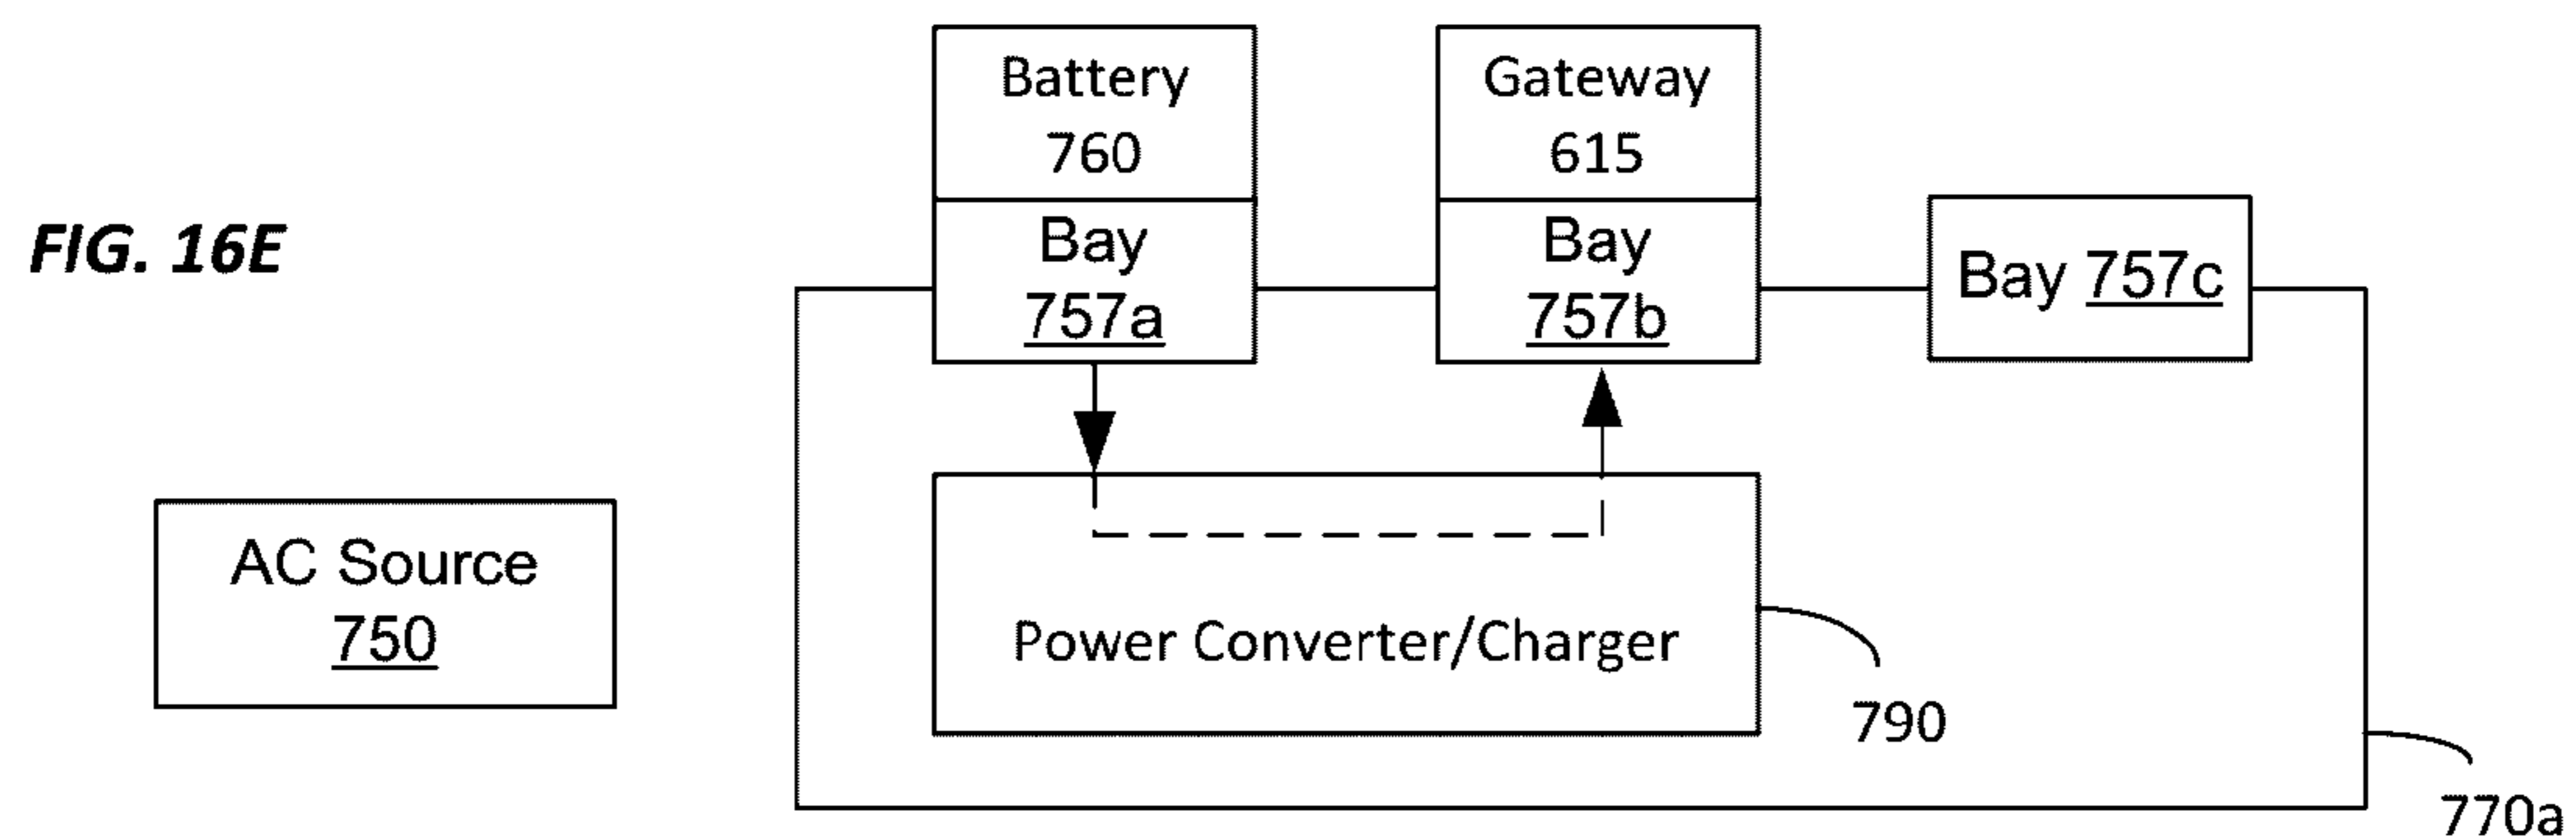 Battery
760
Gateway
615
FIG. 16E
Bay
757a
Bay
757b
Bay 757c
AC Source
750
Power Converter/Charger
790
770a